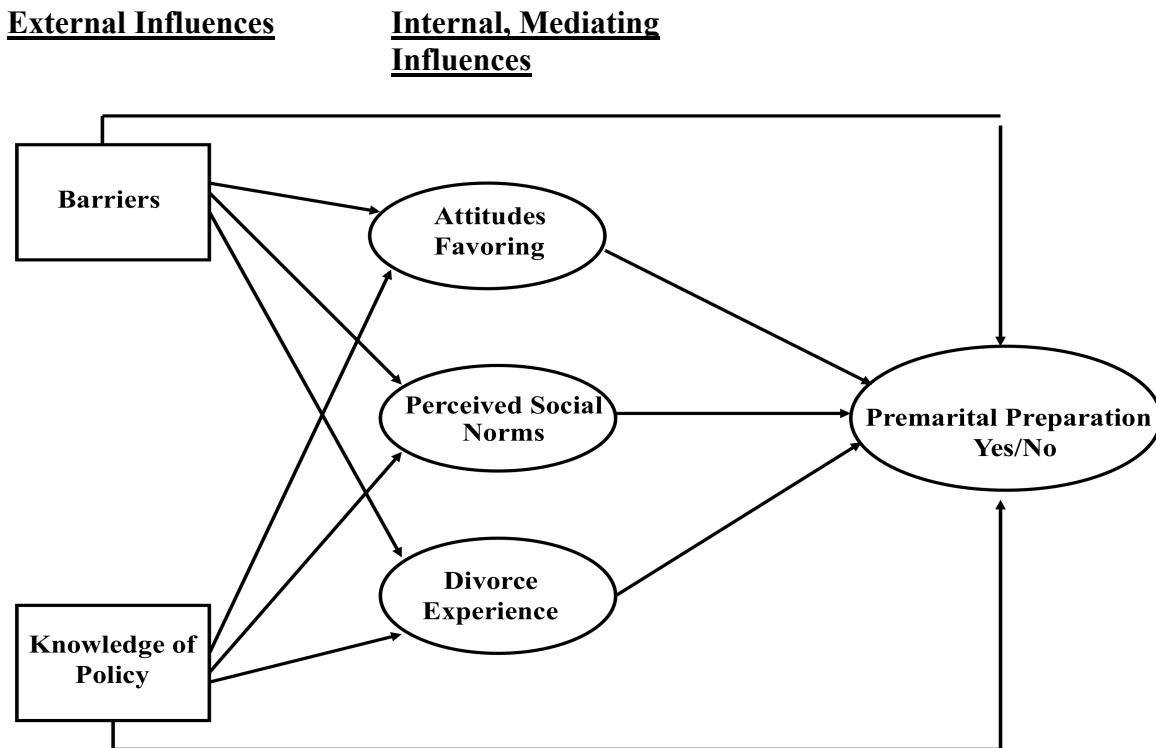 External Influences
Internal, Mediating
Influences
Barriers
Attitudes
Favoring
Perceived Social
Norms
Premarital Preparation
Yes/No
Divorce
Experience
Knowledge of
Policy